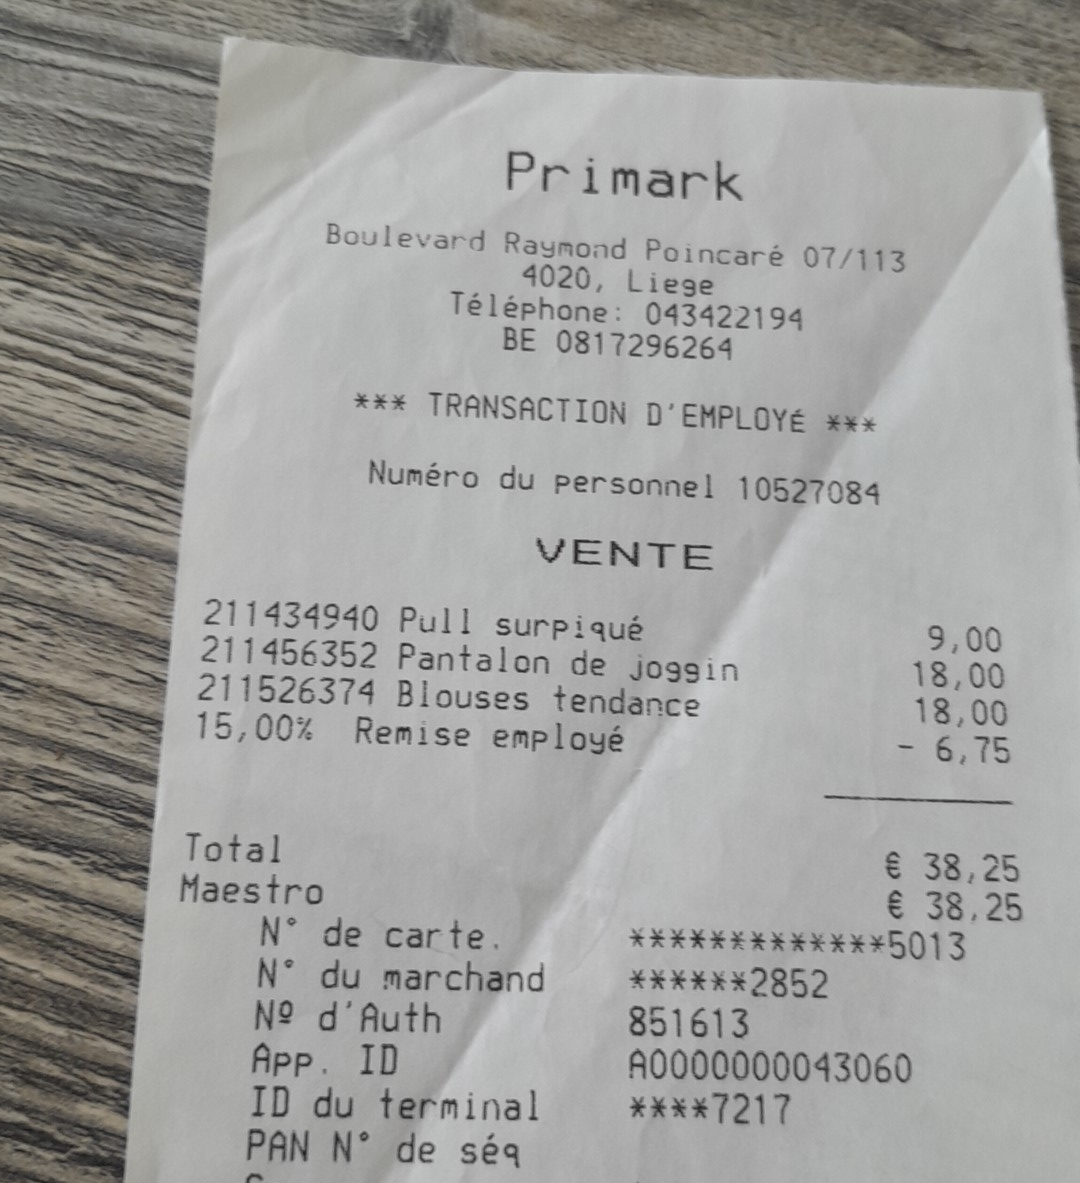 Primark
Boulevard Raymond Poincaré 07/113
4020, Liege
Téléphone: 043422194
BE 0817296264
*** TRANSACTION D'EMPLOYÉ ***
Numéro du personnel 10527084
VENTE
211434940 Pull surpiqué 9,00
211456352 Pantalon de joggin 18,00
211526374 Blouses tendance 18,00
15,00% Remise employé - 6,75
Total € 38,25
Maestro € 38,25
N° de carte. *************5013
N° du marchand ******2852
Nº d'Auth 851613
App. ID A0000000043060
ID du terminal ****7217
PAN N° de séq